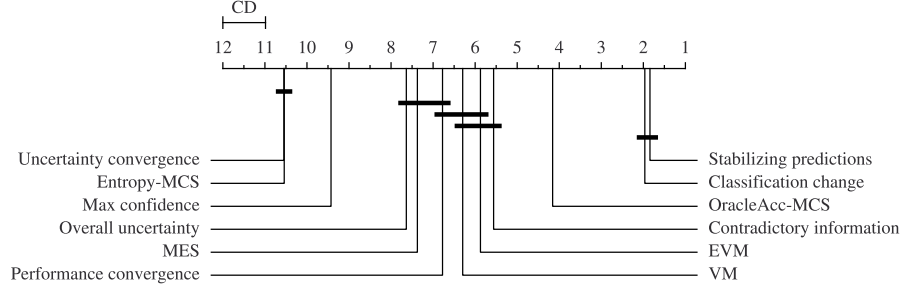 CD
12 11 10 9 8 7 6 5 4 3 2 1
Uncertainty convergence Stabilizing predictions
Entropy-MCS Classification change
Max confidence OracleAcc-MCS
Overall uncertainty Contradictory information
MES EVM
Performance convergence VM